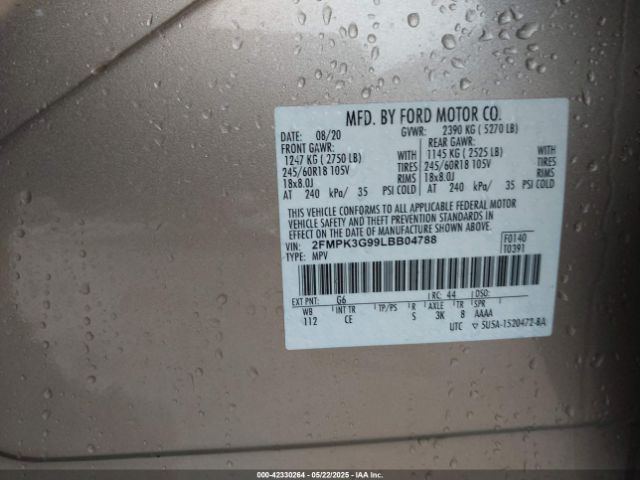 MFD. BY FORD MOTOR CO.
DATE: 08/20 GVWR: 2390 KG ( 5270 LB)
FRONT GAWR: REAR GAWR:
1247 KG ( 2750 LB) WITH 1145 KG ( 2525 LB) WITH
245/60R18 105V TIRES 245/60R18 105V TIRES
18x8.0J RIMS 18x8.0J RIMS
AT 240 kPa/ 35 PSI COLD AT 240 kPa/ 35 PSI COLD
THIS VEHICLE CONFORMS TO ALL APPLICABLE FEDERAL MOTOR
VEHICLE SAFETY AND THEFT PREVENTION STANDARDS IN
EFFECT ON THE DATE OF MANUFACTURE SHOWN ABOVE.
VIN: 2FMPK3G99LBB04788 F0140
TYPE: MPV T0391
EXT PNT: G6 RC: 44 DSO:
WB INT TR TP/PS R AXLE TR SPR
112 CE S 3K 8 AAAA
UTC ▽ 5U5A-1520472-BA
000-42330264 - 05/22/2025 - IAA Inc.